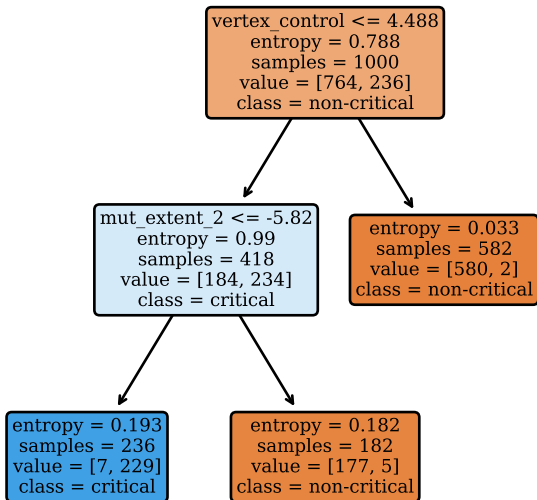 vertex_control <= 4.488
entropy = 0.788
samples = 1000
value = [764, 236]
class = non-critical
mut_extent_2 <= -5.82
entropy = 0.99
samples = 418
value = [184, 234]
class = critical
entropy = 0.033
samples = 582
value = [580, 2]
class = non-critical
entropy = 0.193
samples = 236
value = [7, 229]
class = critical
entropy = 0.182
samples = 182
value = [177, 5]
class = non-critical